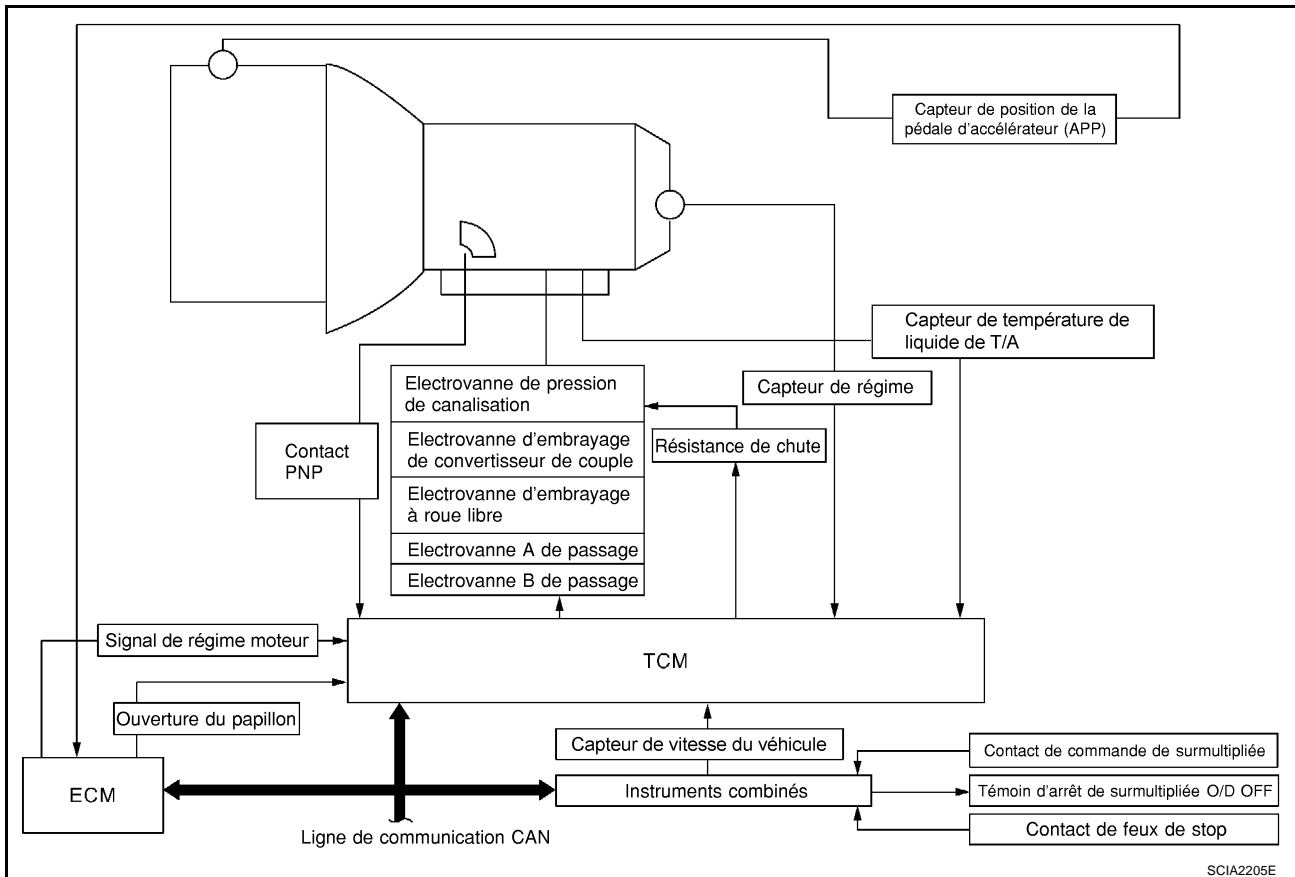 Capteur de position de la
pédale d'accélérateur (APP)
Capteur de température de
liquide de T/A
Electrovanne de pression
de canalisation
Capteur de régime
Contact
PNP
Electrovanne d'embrayage
de convertisseur de couple
Résistance de chute
Electrovanne d'embrayage
à roue libre
Electrovanne A de passage
Electrovanne B de passage
Signal de régime moteur
TCM
Ouverture du papillon
Capteur de vitesse du véhicule
Contact de commande de surmultipliée
ECM
Instruments combinés
Témoin d'arrêt de surmultipliée O/D OFF
Ligne de communication CAN
Contact de feux de stop
SCIA2205E